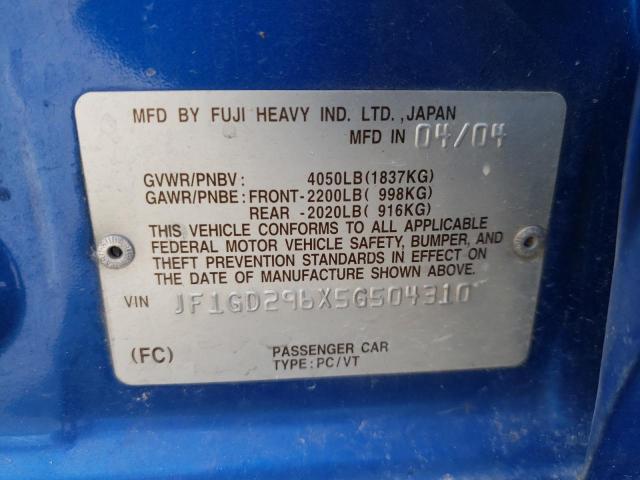 MFD BY FUJI HEAVY IND. LTD., JAPAN
MFD IN 04/04
GVWR/PNBV: 4050LB(1837KG)
GAWR/PNBE: FRONT-2200LB( 998KG)
REAR -2020LB( 916KG)
THIS VEHICLE CONFORMS TO ALL APPLICABLE
FEDERAL MOTOR VEHICLE SAFETY, BUMPER, AND
THEFT PREVENTION STANDARDS IN EFFECT ON
THE DATE OF MANUFACTURE SHOWN ABOVE.
VIN JF1GD296X5G504310
(FC) PASSENGER CAR
TYPE: PC/VT